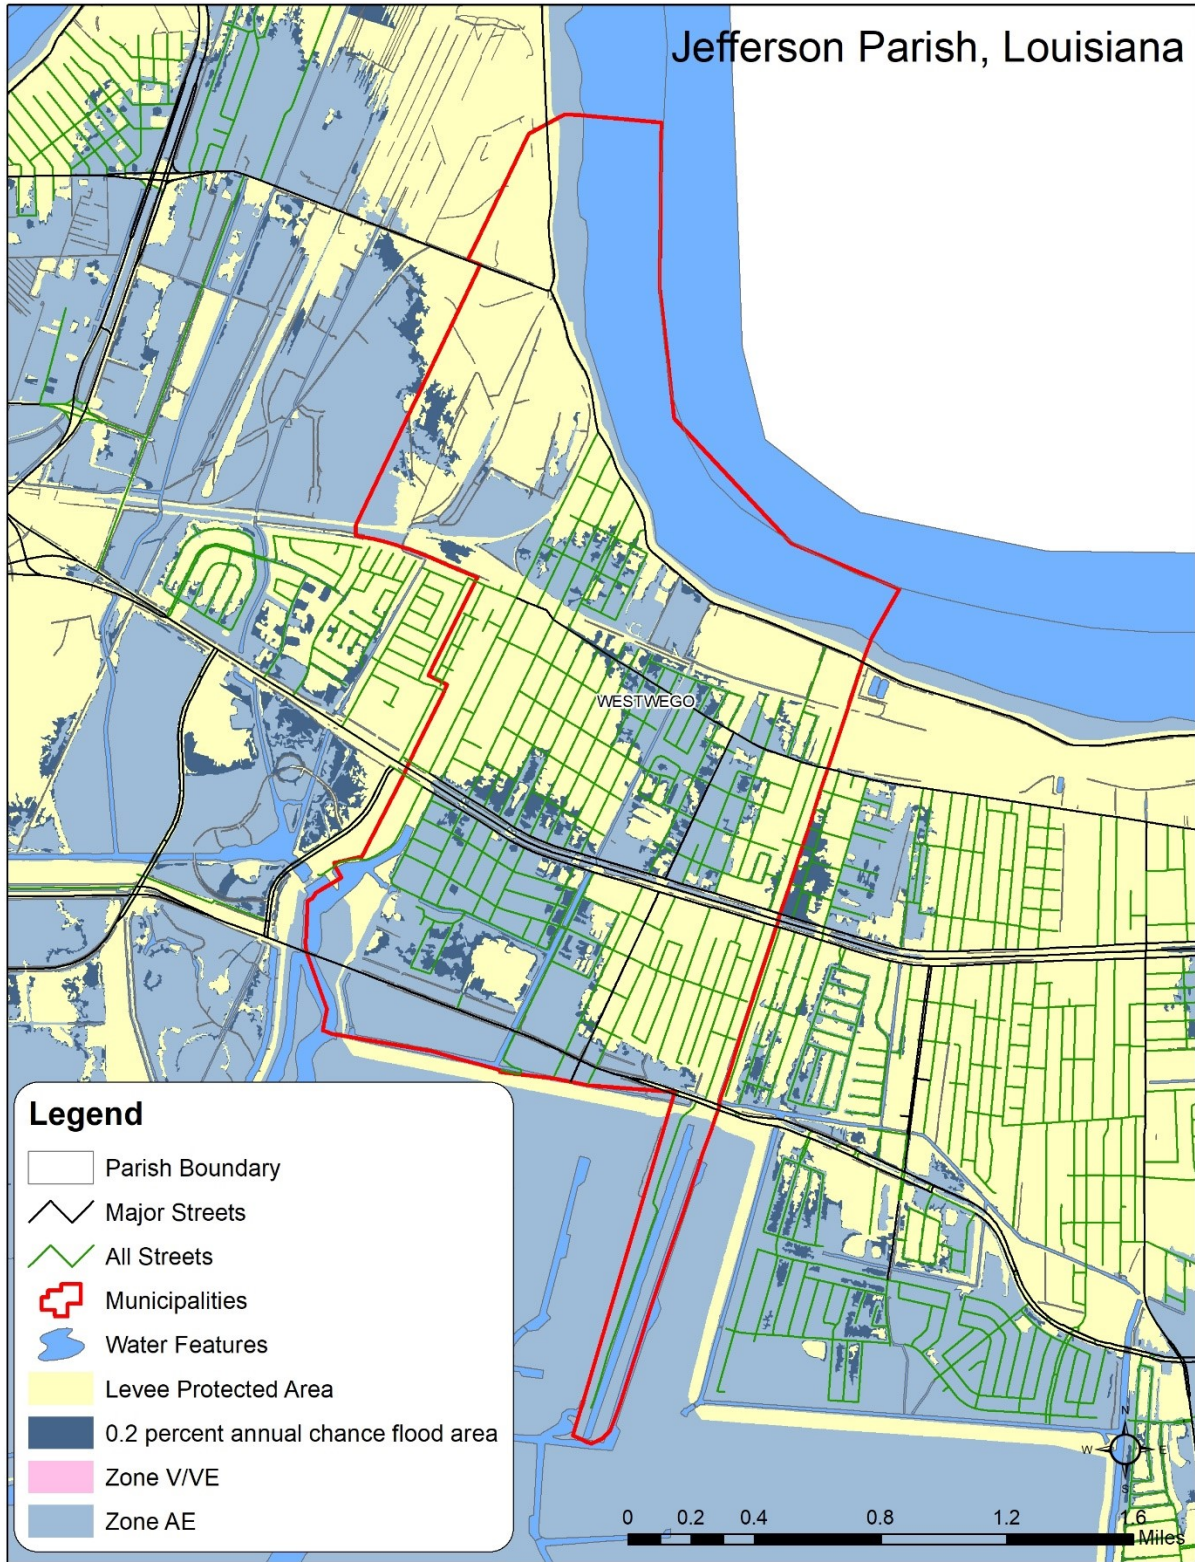 Jefferson Parish, Louisiana
WESTWEGO
Legend
Parish Boundary
Major Streets
All Streets
Municipalities
Water Features
Levee Protected Area
0.2 percent annual chance flood area
Zone V/VE
Zone AE
N
W E
S
0 0.2 0.4 0.8 1.2 1.6
Miles